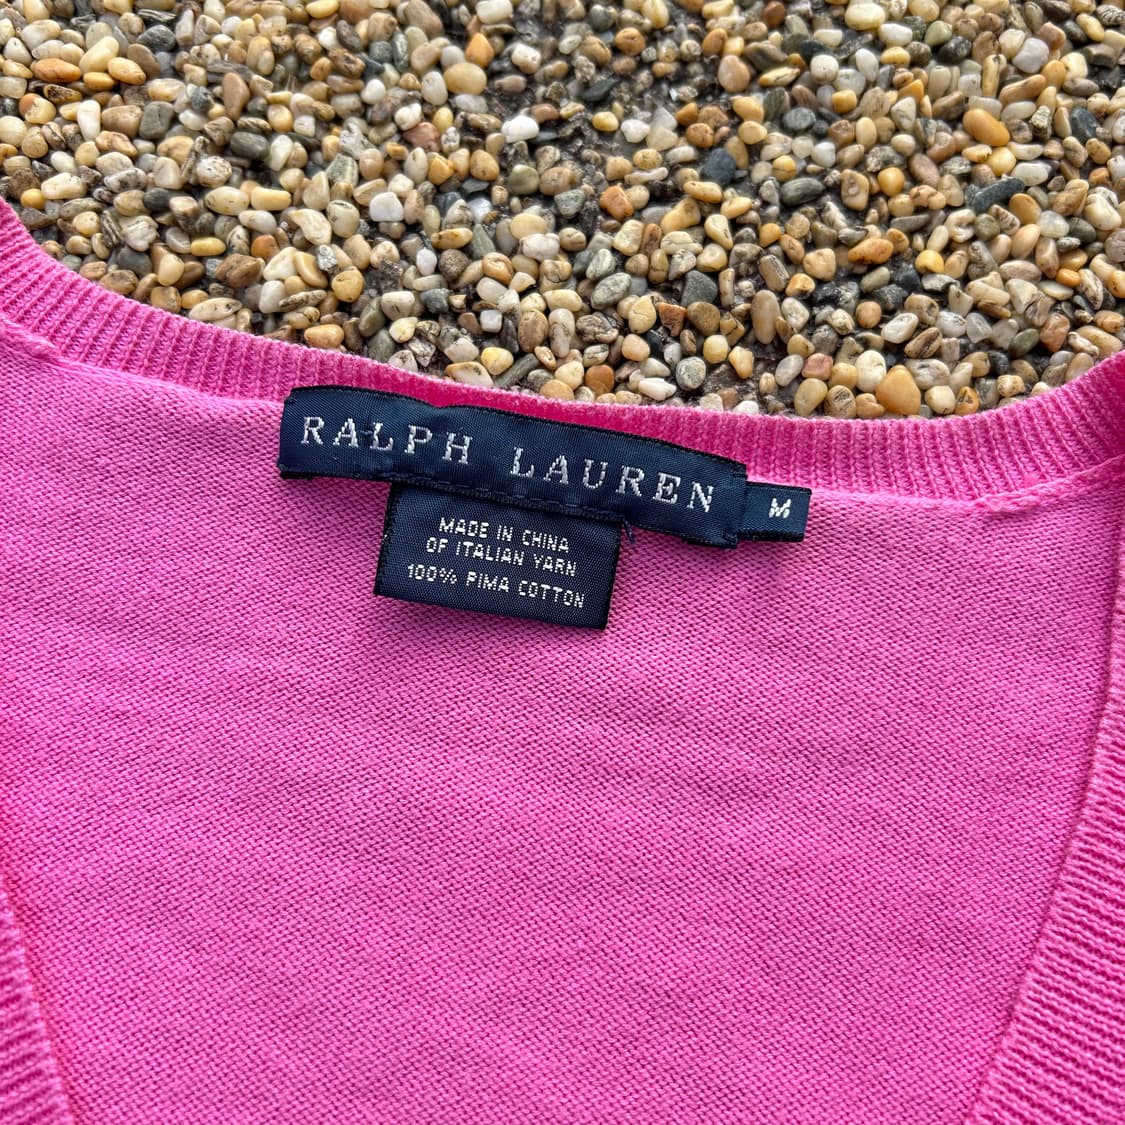 RALPH LAUREN
M
MADE IN CHINA
OF ITALIAN YARN
100% PIMA COTTON